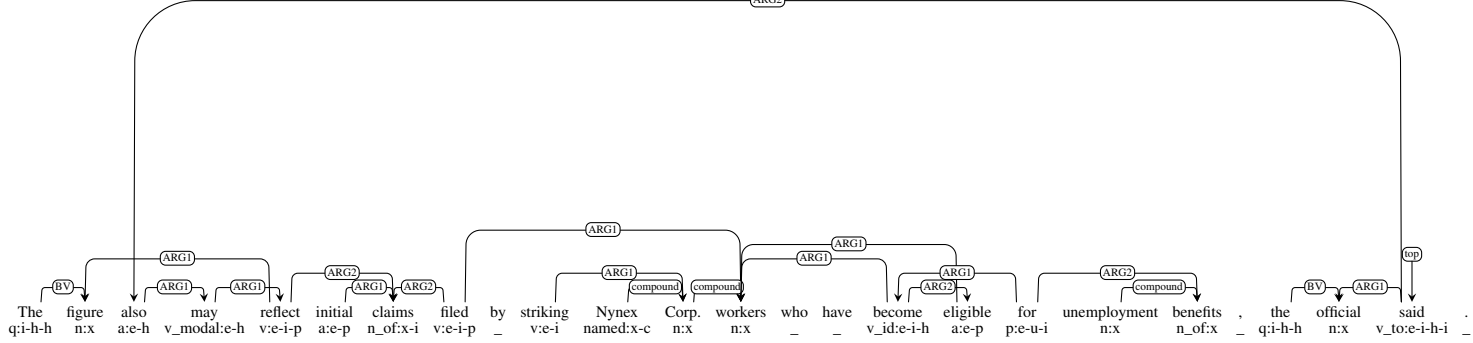 ARG2
ARG1
ARG1 ARG1
ARG1 ARG1 top
ARG2 ARG1 ARG1 ARG2
BV ARG1 ARG1 ARG1 ARG2 compound compound ARG2 compound BV ARG1
The figure also may reflect initial claims filed by striking Nynex Corp. workers who have become eligible for unemployment benefits , the official said .
q:i-h-h n:x a:e-h v_modal:e-h v:e-i-p a:e-p n_of:x-i v:e-i-p _ v:e-i named:x-c n:x n:x _ _ v_id:e-i-h a:e-p p:e-u-i n:x n_of:x _ q:i-h-h n:x v_to:e-i-h-i _